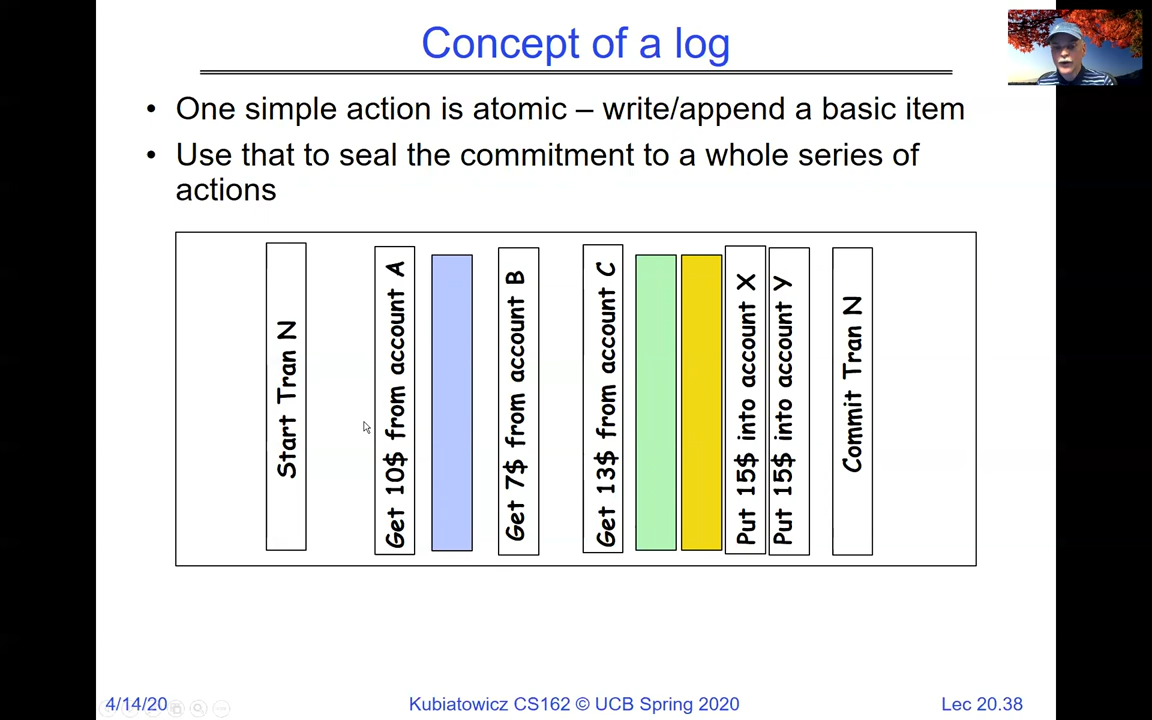 Concept of a log
• One simple action is atomic – write/append a basic item
• Use that to seal the commitment to a whole series of
actions
Start Tran N
Get 10$ from account A
Get 7$ from account B
Get 13$ from account C
Put 15$ into account X
Put 15$ into account Y
Commit Tran N
4/14/20
Kubiatowicz CS162 © UCB Spring 2020
Lec 20.38